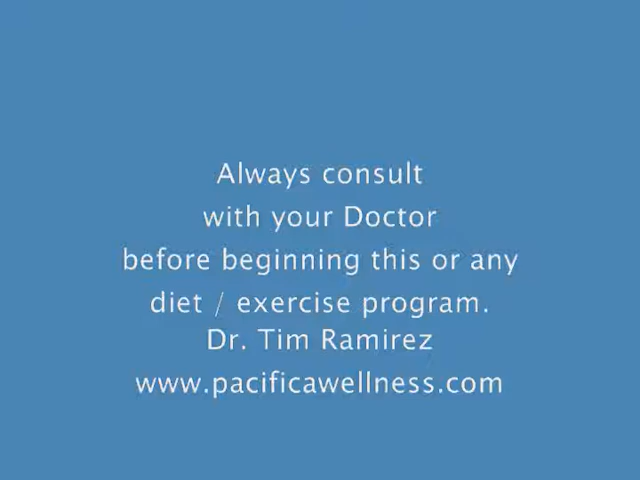 Always consult
with your Doctor
before beginning this or any
diet / exercise program.
Dr. Tim Ramirez
www.pacificawellness.com